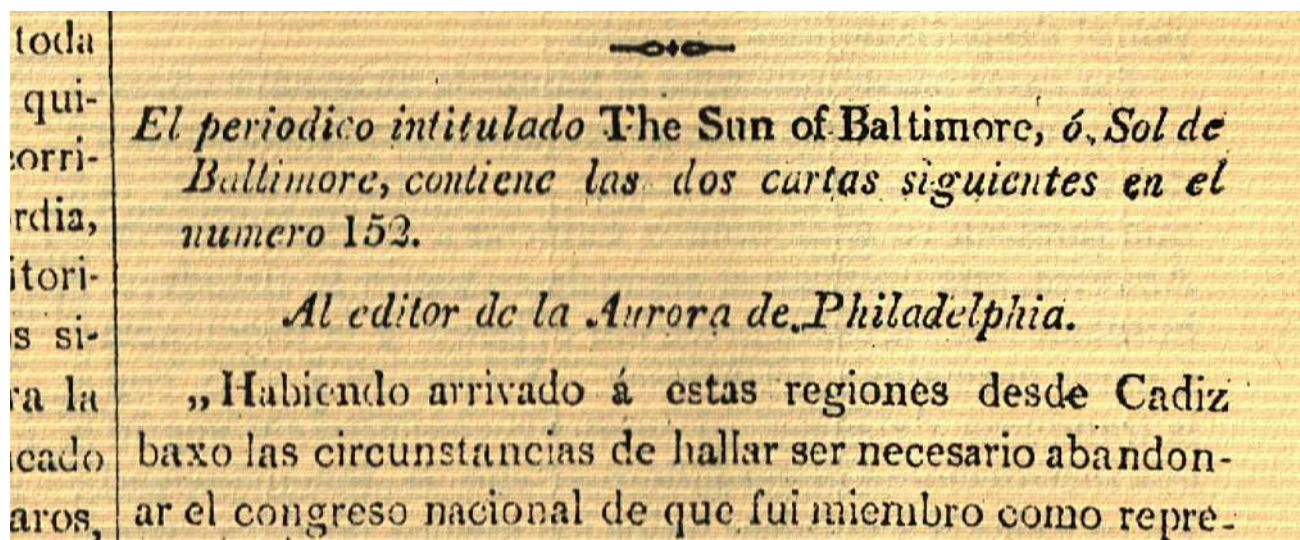 toda
qui-
corri-
rdia,
itori-
s si-
ra la
cado
aros,
El periodico intitulado The Sun of Baltimore, ó Sol de
Baltimore, contiene las dos cartas siguientes en el
numero 152.
Al editor de la Aurora de Philadelphia.
„Habiendo arrivado á estas regiones desde Cadiz
baxo las circunstancias de hallar ser necesario abandon-
ar el congreso nacional de que fui miembro como repre-